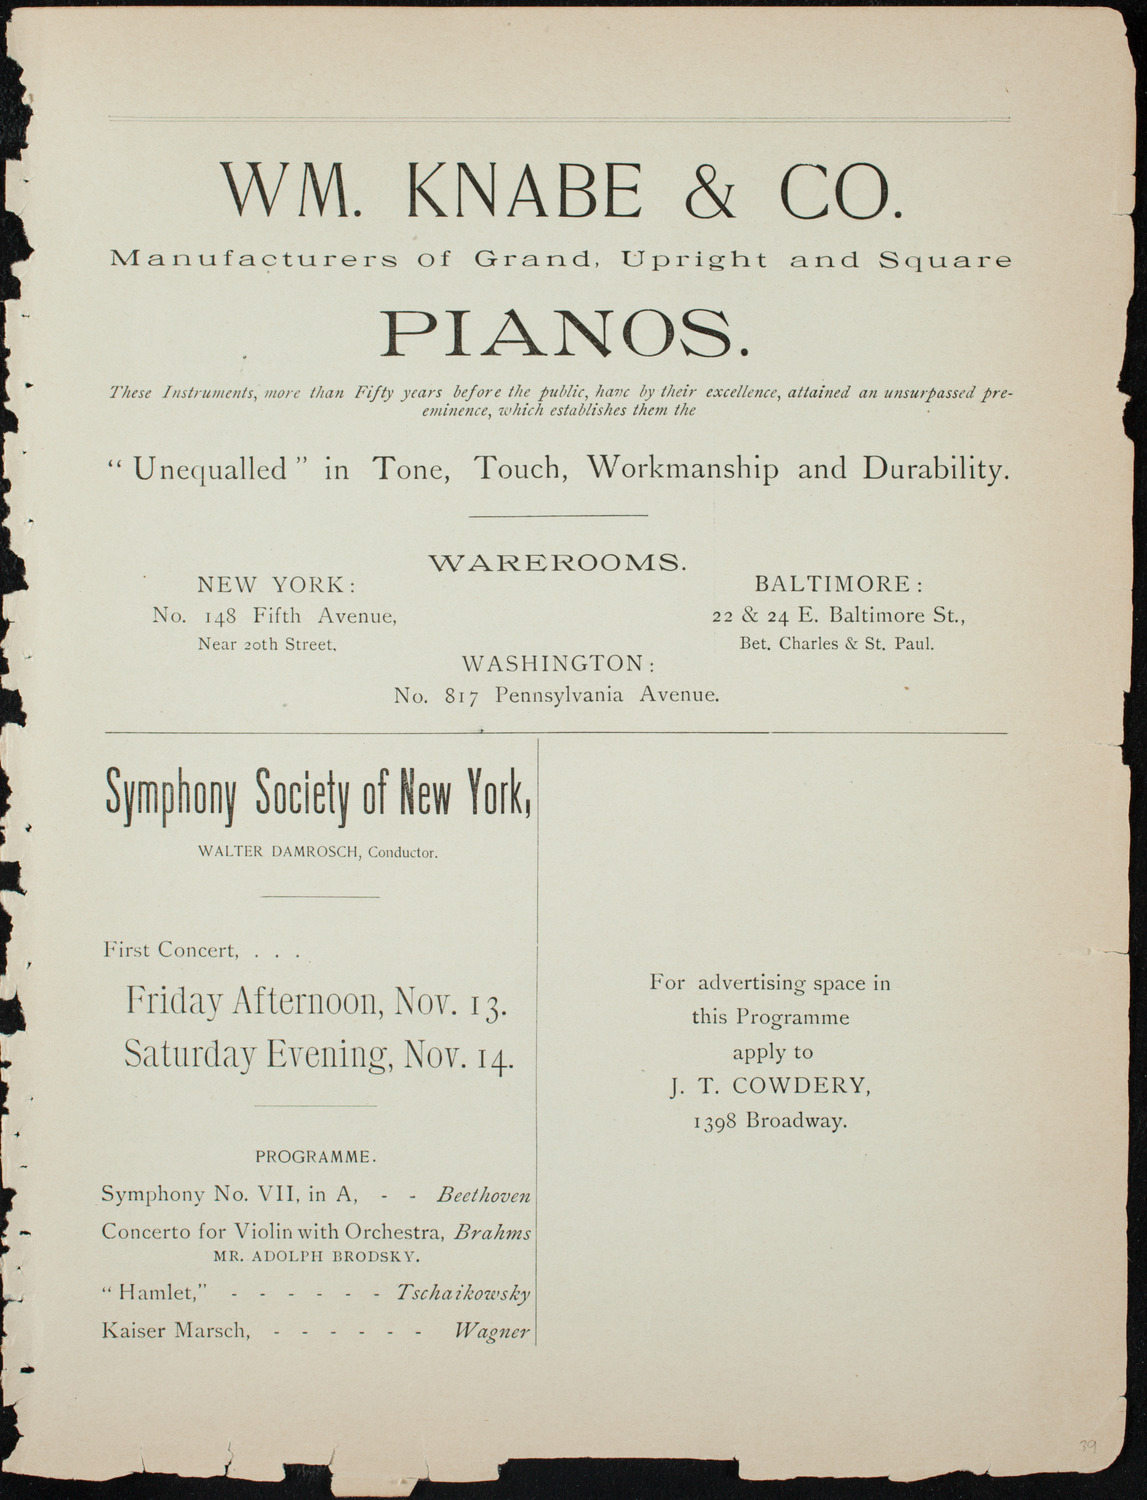 WM. KNABE & CO.
Manufacturers of Grand, Upright and Square
PIANOS.
These Instruments, more than Fifty years before the public, have by their excellence, attained an unsurpassed pre-
eminence, which establishes them the
“ Unequalled ” in Tone, Touch, Workmanship and Durability.
WAREROOMS.
NEW YORK :
No. 148 Fifth Avenue,
Near 20th Street.
BALTIMORE :
22 & 24 E. Baltimore St.,
Bet. Charles & St. Paul.
WASHINGTON :
No. 817 Pennsylvania Avenue.
Symphony Society of New York,
WALTER DAMROSCH, Conductor.
First Concert, . . .
Friday Afternoon, Nov. 13.
Saturday Evening, Nov. 14.
PROGRAMME.
Symphony No. VII, in A, - - Beethoven
Concerto for Violin with Orchestra, Brahms
MR. ADOLPH BRODSKY.
“ Hamlet,” - - - - - - Tschaikowsky
Kaiser Marsch, - - - - - - Wagner
For advertising space in
this Programme
apply to
J. T. COWDERY,
1398 Broadway.
39